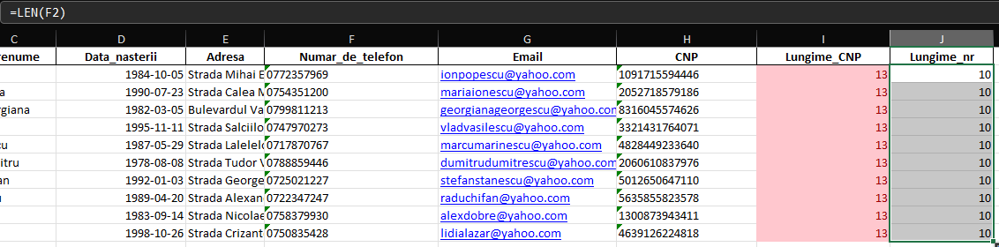 =LEN(F2)
C D E F G H I J
renume Data_nasterii Adresa Numar_de_telefon Email CNP Lungime_CNP Lungime_nr
1984-10-05 Strada Mihai E 0772357969 ionpopescu@yahoo.com 1091715594446 13 10
a 1990-07-23 Strada Calea M 0754351200 mariaionescu@yahoo.com 2052718579186 13 10
rgiana 1982-03-05 Bulevardul Va 0799811213 georgianageorgescu@yahoo.com 8316045574626 13 10
1995-11-11 Strada Salciilo 0747970273 vladvasilescu@yahoo.com 3321431764071 13 10
cu 1987-05-29 Strada Lalelelo 0717870767 marcumarinescu@yahoo.com 4828449233640 13 10
itru 1978-08-08 Strada Tudor V 0788859446 dumitrudumitrescu@yahoo.com 2060610837976 13 10
an 1992-01-03 Strada George 0725021227 stefanstanescu@yahoo.com 5012650647110 13 10
u 1989-04-20 Strada Alexan 0722347247 raduchifan@yahoo.com 5635855823578 13 10
1983-09-14 Strada Nicolae 0758379930 alexdobre@yahoo.com 1300873943411 13 10
1998-10-26 Strada Crizant 0750835428 lidialazar@yahoo.com 4639126224818 13 10